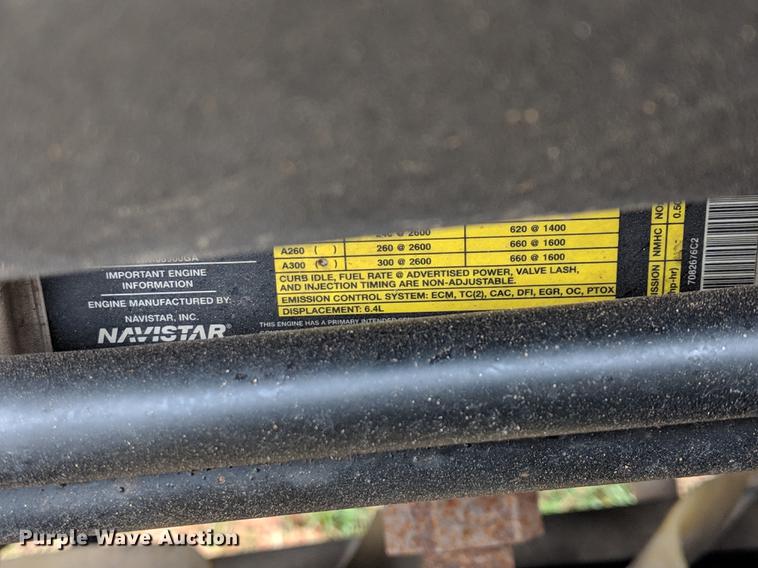 IMPORTANT ENGINE
INFORMATION
ENGINE MANUFACTURED BY:
NAVISTAR, INC.
NAVISTAR®
240 @ 2600 620 @ 1400
A260 ( ) 260 @ 2600 660 @ 1600
A300 ( ) 300 @ 2600 660 @ 1600
CURB IDLE, FUEL RATE @ ADVERTISED POWER, VALVE LASH,
AND INJECTION TIMING ARE NON-ADJUSTABLE.
EMISSION CONTROL SYSTEM: ECM, TC(2), CAC, DFI, EGR, OC, PTOX
DISPLACEMENT: 6.4L
THIS ENGINE HAS A PRIMARY INTENDED
NMHC
7082676C2
Purple Wave Auction